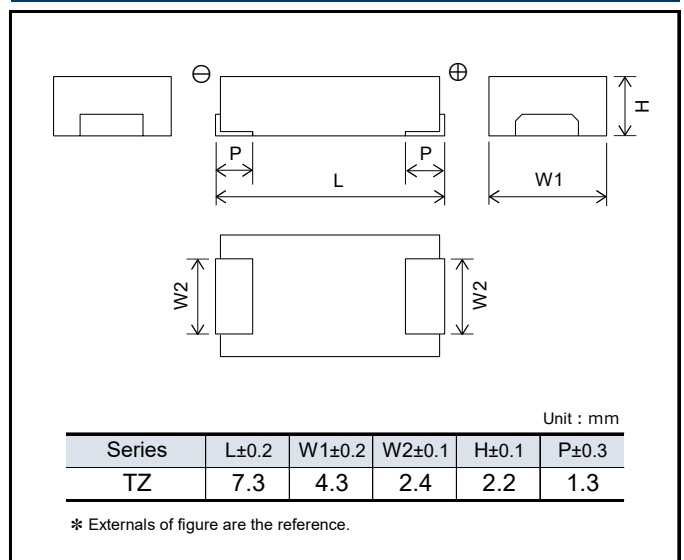 ⊖
⊕
H
P
P
L
W1
W2
W2
Unit : mm
Series L±0.2 W1±0.2 W2±0.1 H±0.1 P±0.3
TZ 7.3 4.3 2.4 2.2 1.3
✻ Externals of figure are the reference.